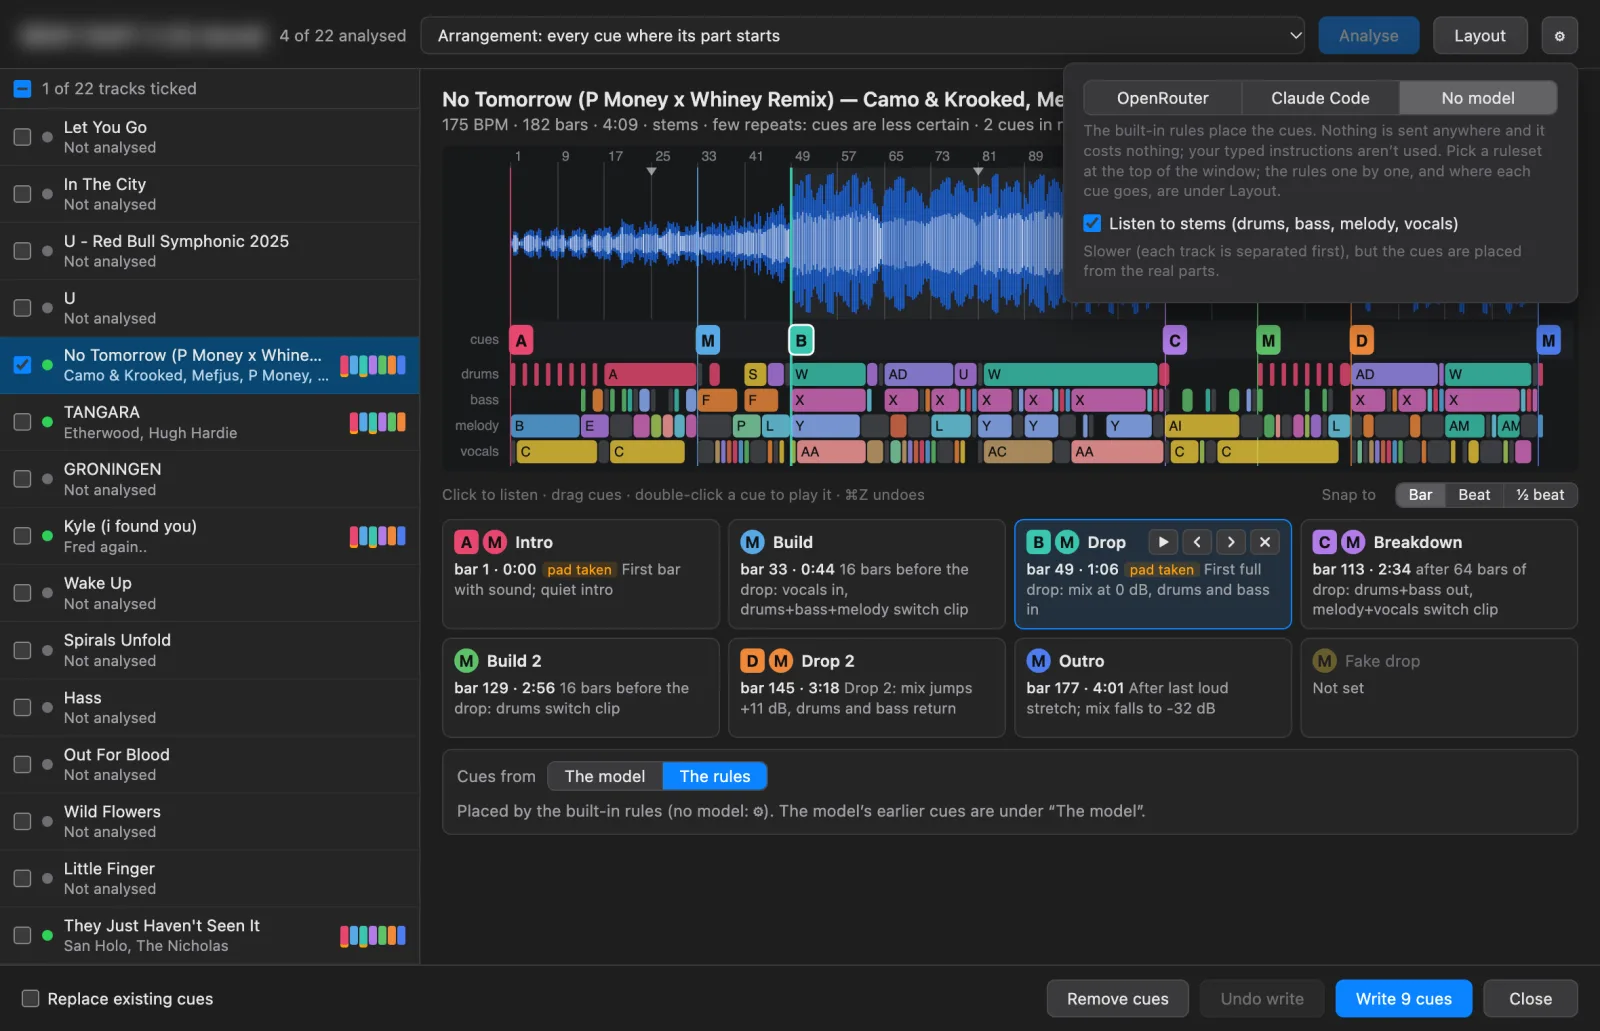 4 of 22 analysed
Arrangement: every cue where its part starts
Analyse
Layout
1 of 22 tracks ticked
Let You Go
Not analysed
In The City
Not analysed
U - Red Bull Symphonic 2025
Not analysed
U
Not analysed
No Tomorrow (P Money x Whine...
Camo & Krooked, Mefjus, P Money, ...
TANGARA
Etherwood, Hugh Hardie
GRONINGEN
Not analysed
Kyle (i found you)
Fred again..
Wake Up
Not analysed
Spirals Unfold
Not analysed
Hass
Not analysed
Out For Blood
Not analysed
Wild Flowers
Not analysed
Little Finger
Not analysed
They Just Haven't Seen It
San Holo, The Nicholas
No Tomorrow (P Money x Whiney Remix) — Camo & Krooked, Me
175 BPM · 182 bars · 4:09 · stems · few repeats: cues are less certain · 2 cues in r
OpenRouter Claude Code No model
The built-in rules place the cues. Nothing is sent anywhere and it
costs nothing; your typed instructions aren't used. Pick a ruleset
at the top of the window; the rules one by one, and where each
cue goes, are under Layout.
Listen to stems (drums, bass, melody, vocals)
Slower (each track is separated first), but the cues are placed
from the real parts.
1 9 17 25 33 41 49 57 65 73 81 89
cues A M B C M D M
drums A S W AD U W AD W
bass F F X X X X X X X X X
melody B E P L Y L Y Y Y AI L AM AM
vocals C C AA AC AA C C
Click to listen · drag cues · double-click a cue to play it · ⌘Z undoes
Snap to Bar Beat ½ beat
A M Intro
bar 1 · 0:00 pad taken First bar
with sound; quiet intro
M Build
bar 33 · 0:44 16 bars before the
drop: vocals in,
drums+bass+melody switch clip
B M Drop
bar 49 · 1:06 pad taken First full
drop: mix at 0 dB, drums and bass
in
C M Breakdown
bar 113 · 2:34 after 64 bars of
drop: drums+bass out,
melody+vocals switch clip
M Build 2
bar 129 · 2:56 16 bars before the
drop: drums switch clip
D M Drop 2
bar 145 · 3:18 Drop 2: mix jumps
+11 dB, drums and bass return
M Outro
bar 177 · 4:01 After last loud
stretch; mix falls to -32 dB
M Fake drop
Not set
Cues from The model The rules
Placed by the built-in rules (no model: ⚙). The model's earlier cues are under “The model”.
Replace existing cues
Remove cues
Undo write
Write 9 cues
Close